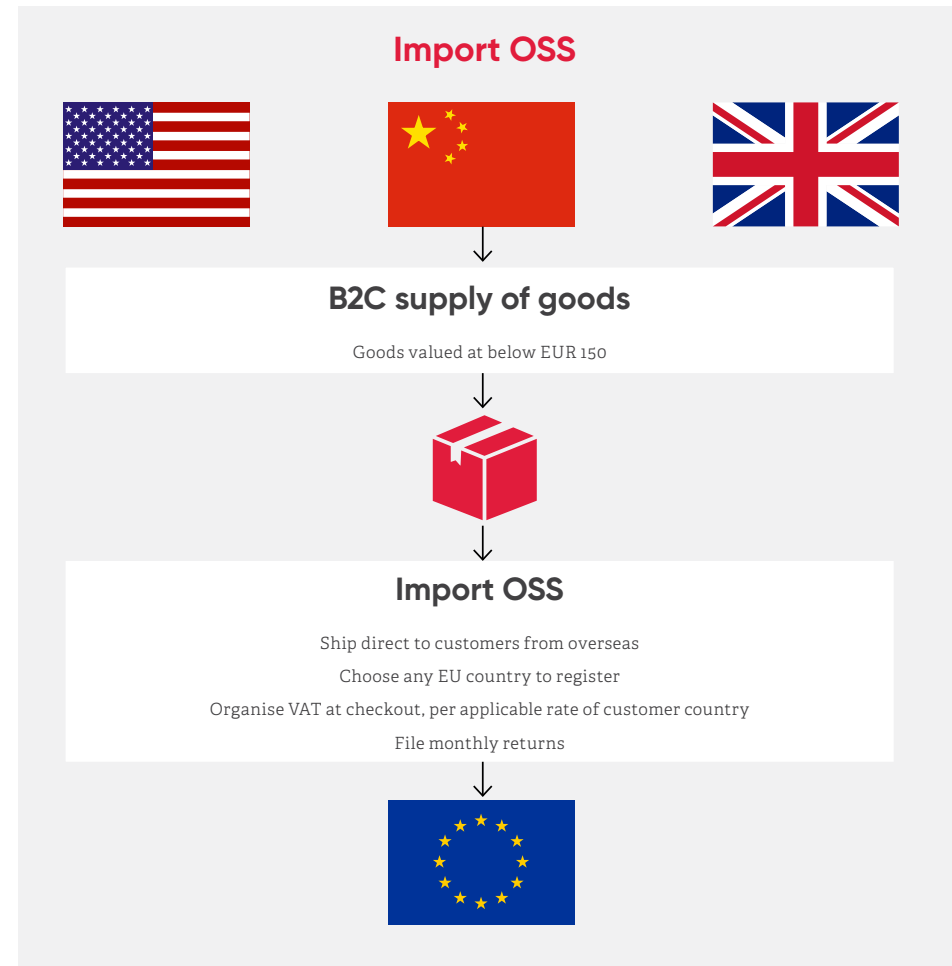 Import OSS
B2C supply of goods
Goods valued at below EUR 150
Import OSS
Ship direct to customers from overseas
Choose any EU country to register
Organise VAT at checkout, per applicable rate of customer country
File monthly returns